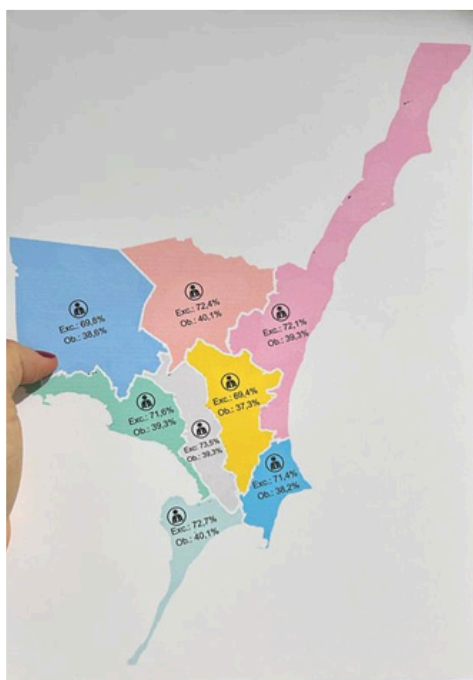 Exc.: 72,4%
Ob.: 40,1%
Exc.: 69,8%
Ob.: 38,6%
Exc.: 72,1%
Ob.: 39,3%
Exc.: 69,4%
Ob.: 37,3%
Exc.: 71,6%
Ob.: 39,3%
Exc.: 73,5%
Ob.: 39,3%
Exc.: 71,4%
Ob.: 38,2%
Exc.: 72,7%
Ob.: 40,1%